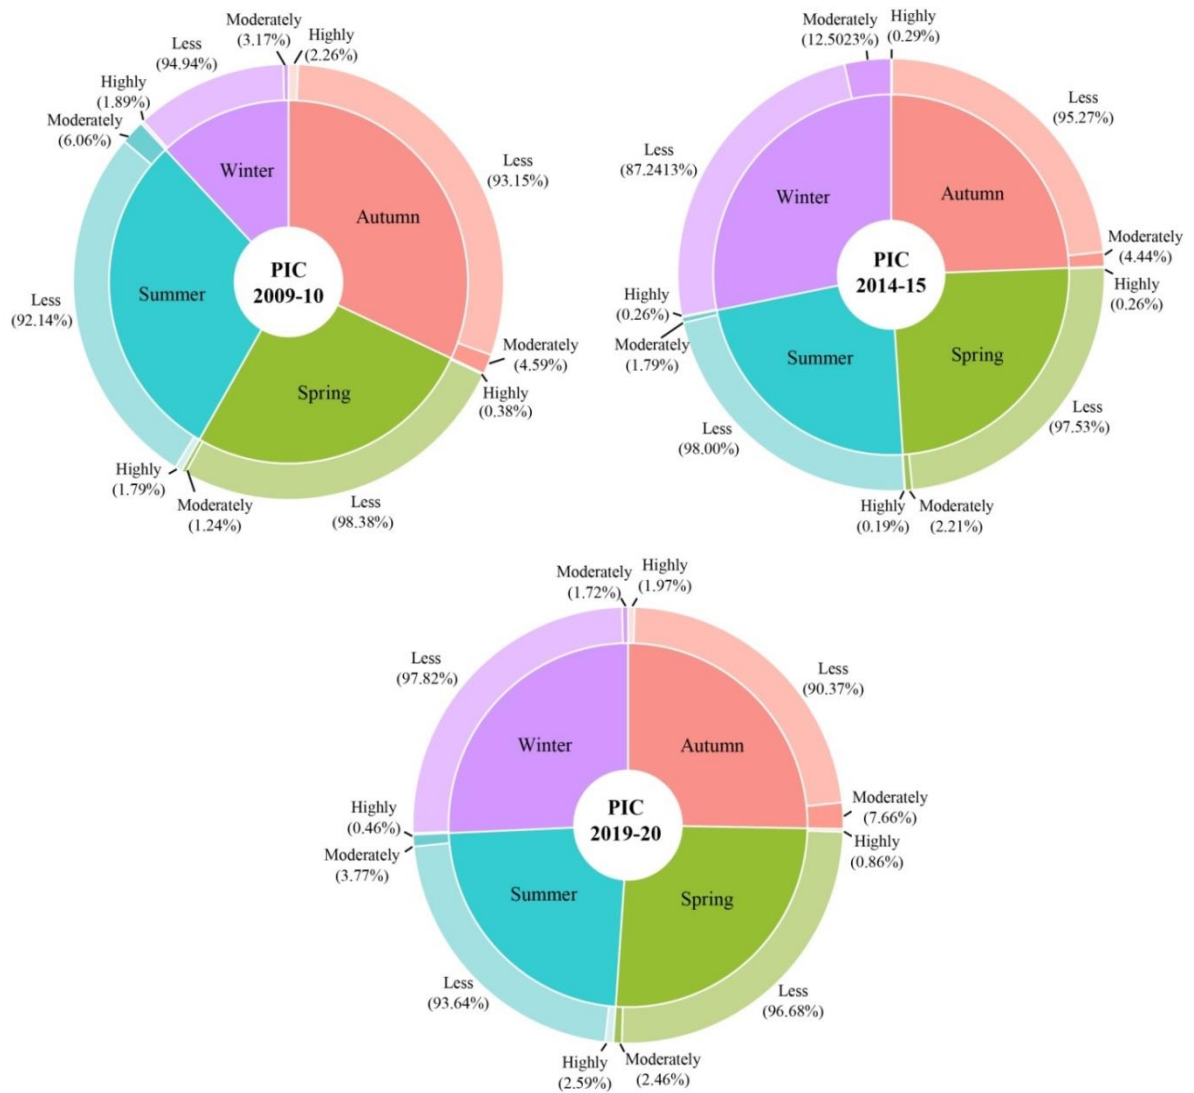 Moderately
(3.17%)
Highly
(2.26%)
Less
(94.94%)
Highly
(1.89%)
Moderately
(6.06%)
Less
(93.15%)
Winter
Autumn
Summer
Spring
PIC
2009-10
Less
(92.14%)
Moderately
(4.59%)
Highly
(0.38%)
Highly
(1.79%)
Moderately
(1.24%)
Less
(98.38%)
Moderately
(12.5023%)
Highly
(0.29%)
Less
(95.27%)
Less
(87.2413%)
Winter
Autumn
Moderately
(4.44%)
Highly
(0.26%)
PIC
2014-15
Highly
(0.26%)
Moderately
(1.79%)
Summer
Spring
Less
(98.00%)
Less
(97.53%)
Highly
(0.19%)
Moderately
(2.21%)
Moderately
(1.72%)
Highly
(1.97%)
Less
(97.82%)
Less
(90.37%)
Winter
Autumn
Highly
(0.46%)
Moderately
(3.77%)
PIC
2019-20
Moderately
(7.66%)
Highly
(0.86%)
Summer
Spring
Less
(93.64%)
Less
(96.68%)
Highly
(2.59%)
Moderately
(2.46%)